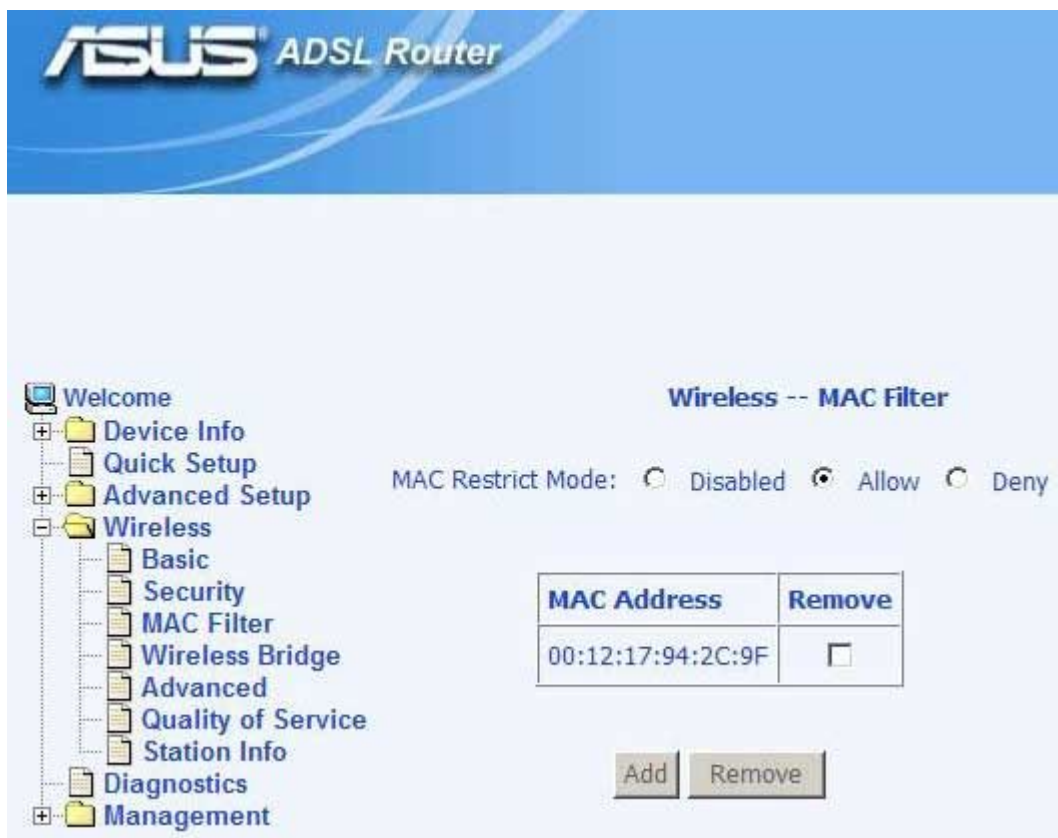 ASUS ADSL Router
Welcome
Device Info
Quick Setup
Advanced Setup
Wireless
Basic
Security
MAC Filter
Wireless Bridge
Advanced
Quality of Service
Station Info
Diagnostics
Management
Wireless -- MAC Filter
MAC Restrict Mode: Disabled Allow Deny
MAC Address Remove
00:12:17:94:2C:9F
Add Remove